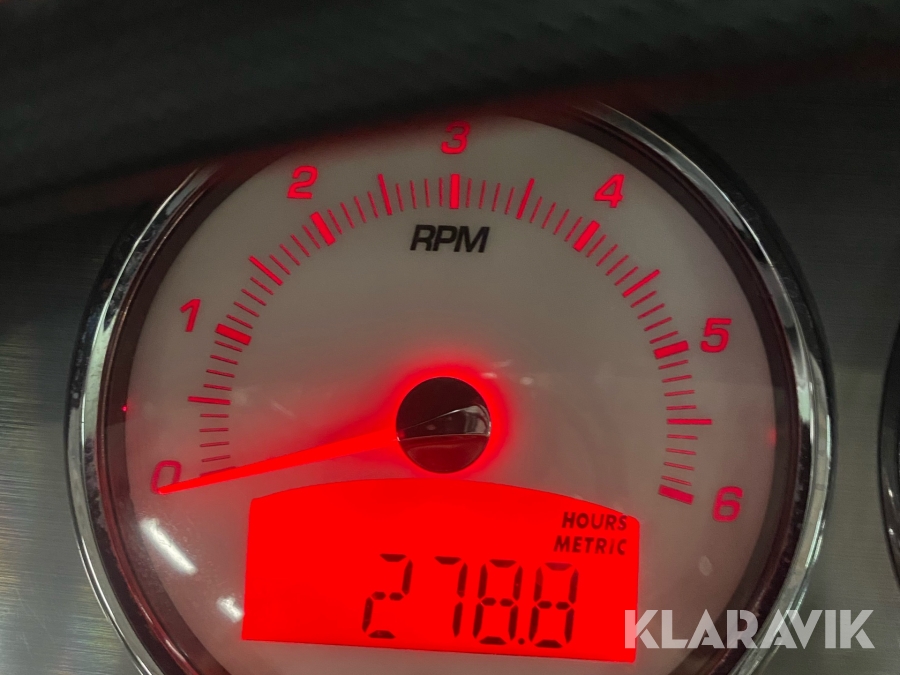 0
1
2
3
4
5
6
RPM
HOURS
METRIC
278.8
KLARAVIK